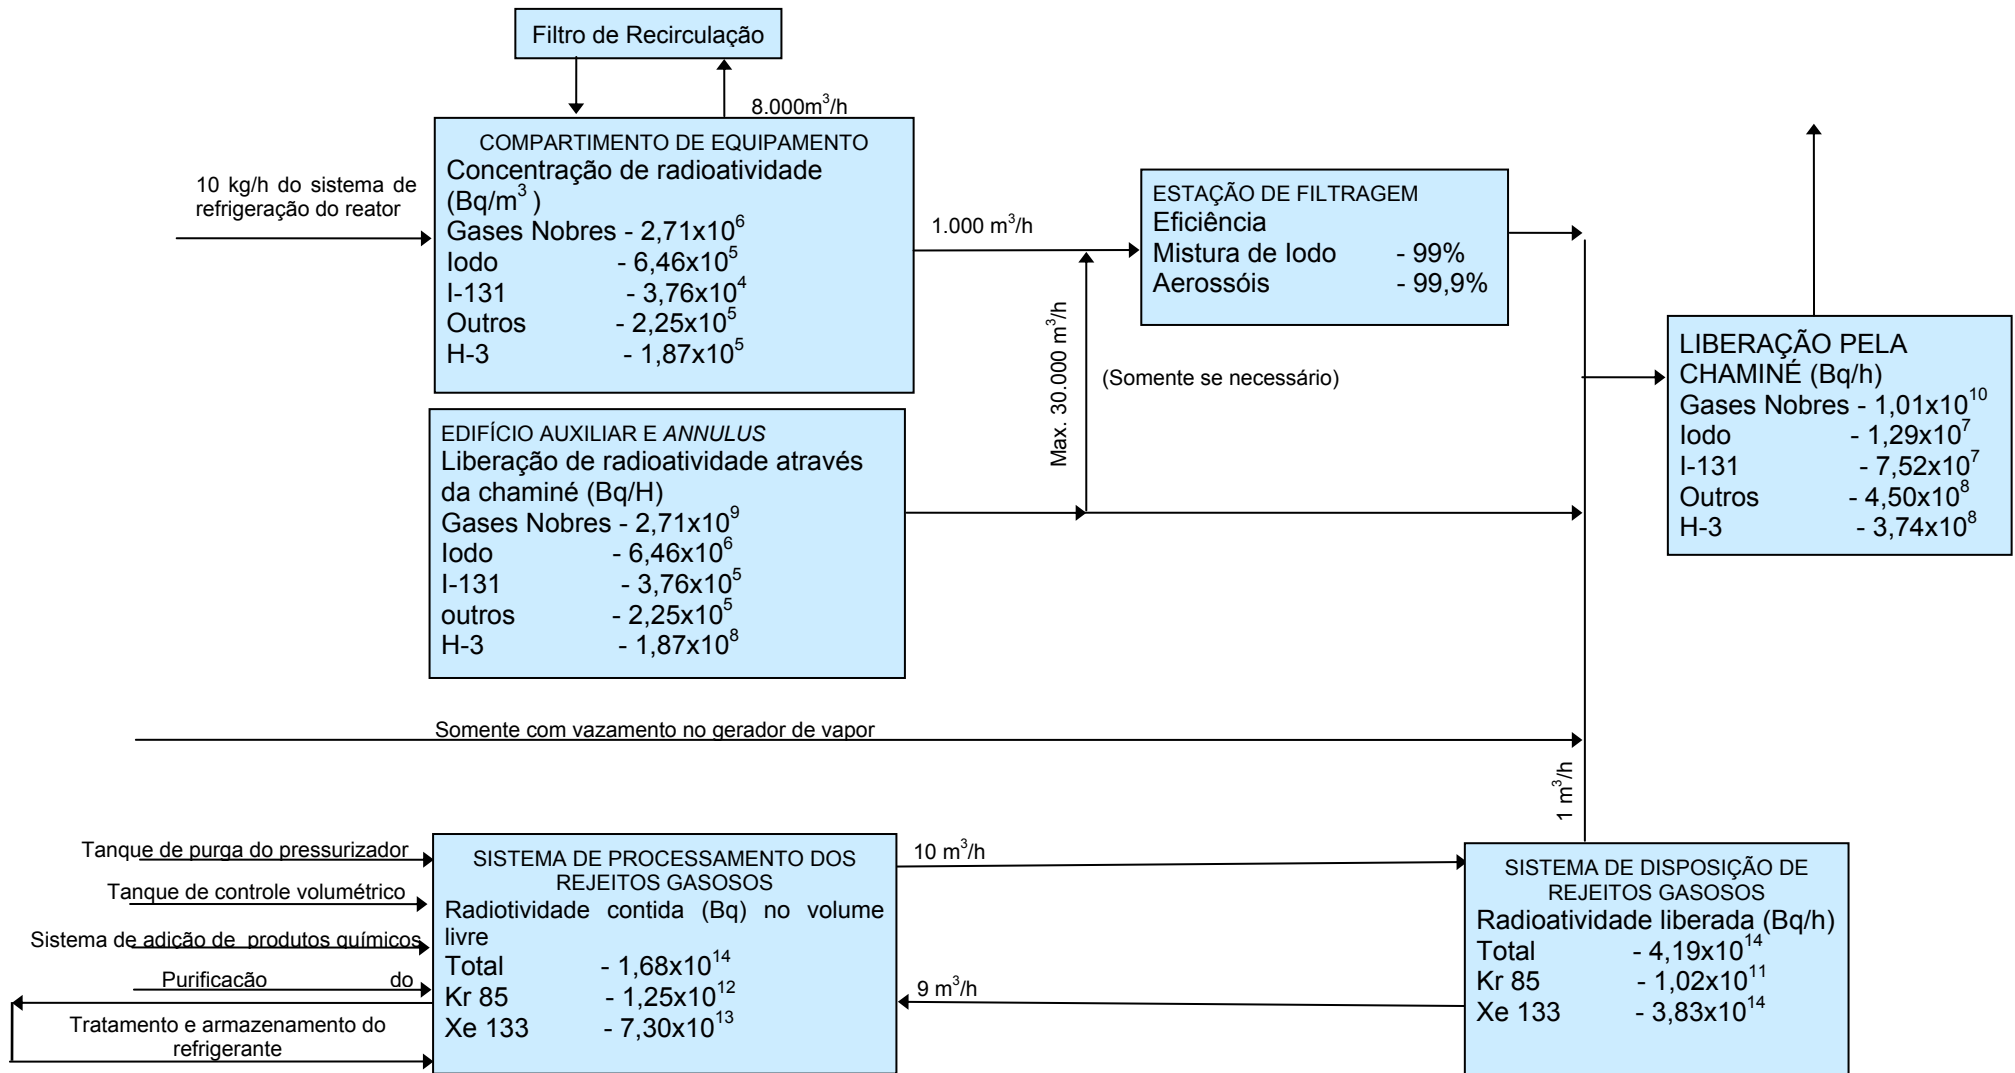 Filtro de Recirculação
8.000m³/h
COMPARTIMENTO DE EQUIPAMENTO
Concentração de radioatividade
(Bq/m³ )
Gases Nobres - 2,71x10⁶
Iodo - 6,46x10⁵
I-131 - 3,76x10⁴
Outros - 2,25x10⁵
H-3 - 1,87x10⁵
10 kg/h do sistema de
refrigeração do reator
1.000 m³/h
ESTAÇÃO DE FILTRAGEM
Eficiência
Mistura de Iodo - 99%
Aerossóis - 99,9%
Max. 30.000 m³/h
(Somente se necessário)
LIBERAÇÃO PELA
CHAMINÉ (Bq/h)
Gases Nobres - 1,01x10¹⁰
Iodo - 1,29x10⁷
I-131 - 7,52x10⁷
Outros - 4,50x10⁸
H-3 - 3,74x10⁸
EDIFÍCIO AUXILIAR E ANNULUS
Liberação de radioatividade através
da chaminé (Bq/H)
Gases Nobres - 2,71x10⁹
Iodo - 6,46x10⁶
I-131 - 3,76x10⁵
outros - 2,25x10⁵
H-3 - 1,87x10⁸
Somente com vazamento no gerador de vapor
1 m³/h
Tanque de purga do pressurizador
Tanque de controle volumétrico
Sistema de adição de produtos químicos
Purificacão do
Tratamento e armazenamento do
refrigerante
SISTEMA DE PROCESSAMENTO DOS
REJEITOS GASOSOS
Radiotividade contida (Bq) no volume
livre
Total - 1,68x10¹⁴
Kr 85 - 1,25x10¹²
Xe 133 - 7,30x10¹³
10 m³/h
9 m³/h
SISTEMA DE DISPOSIÇÃO DE
REJEITOS GASOSOS
Radioatividade liberada (Bq/h)
Total - 4,19x10¹⁴
Kr 85 - 1,02x10¹¹
Xe 133 - 3,83x10¹⁴